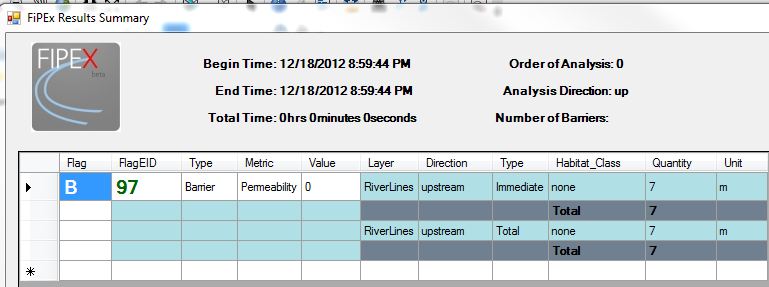 FiPEx Results Summary
FIPEX
beta
Begin Time: 12/18/2012 8:59:44 PM
Order of Analysis: 0
End Time: 12/18/2012 8:59:44 PM
Analysis Direction: up
Total Time: 0hrs 0minutes 0seconds
Number of Barriers:
Flag FlagEID Type Metric Value Layer Direction Type Habitat_Class Quantity Unit
B 97 Barrier Permeability 0 RiverLines upstream Immediate none 7 m
Total 7
RiverLines upstream Total none 7 m
Total 7